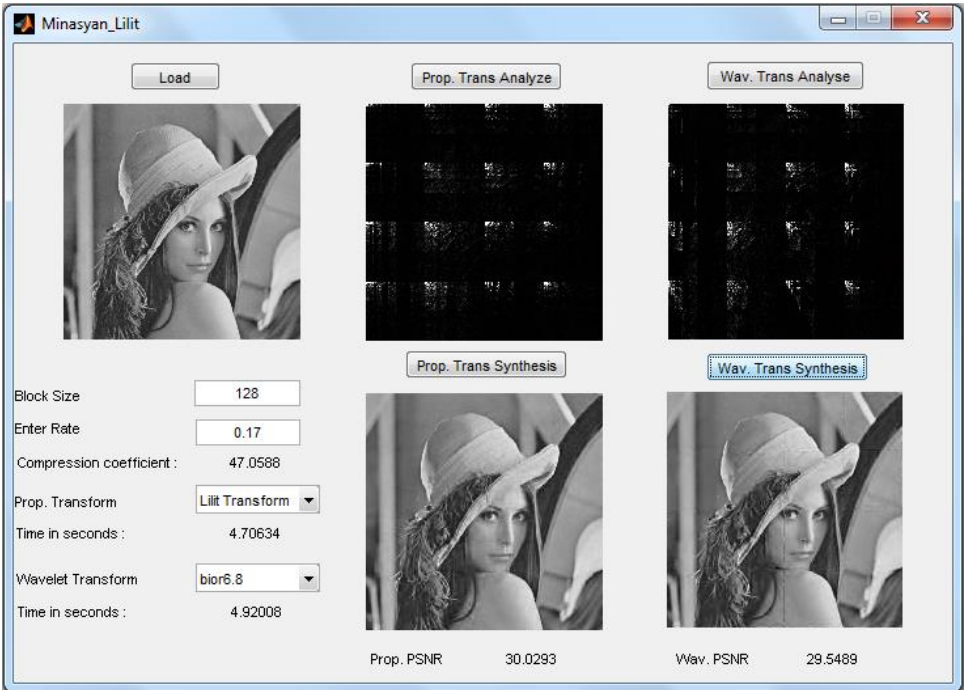 Minasyan_Lilit
Load
Prop. Trans Analyze
Wav. Trans Analyse
Prop. Trans Synthesis
Wav. Trans Synthesis
Block Size 128
Enter Rate 0.17
Compression coefficient : 47.0588
Prop. Transform Lilit Transform
Time in seconds : 4.70634
Wavelet Transform bior6.8
Time in seconds : 4.92008
Prop. PSNR 30.0293
Wav. PSNR 29.5489